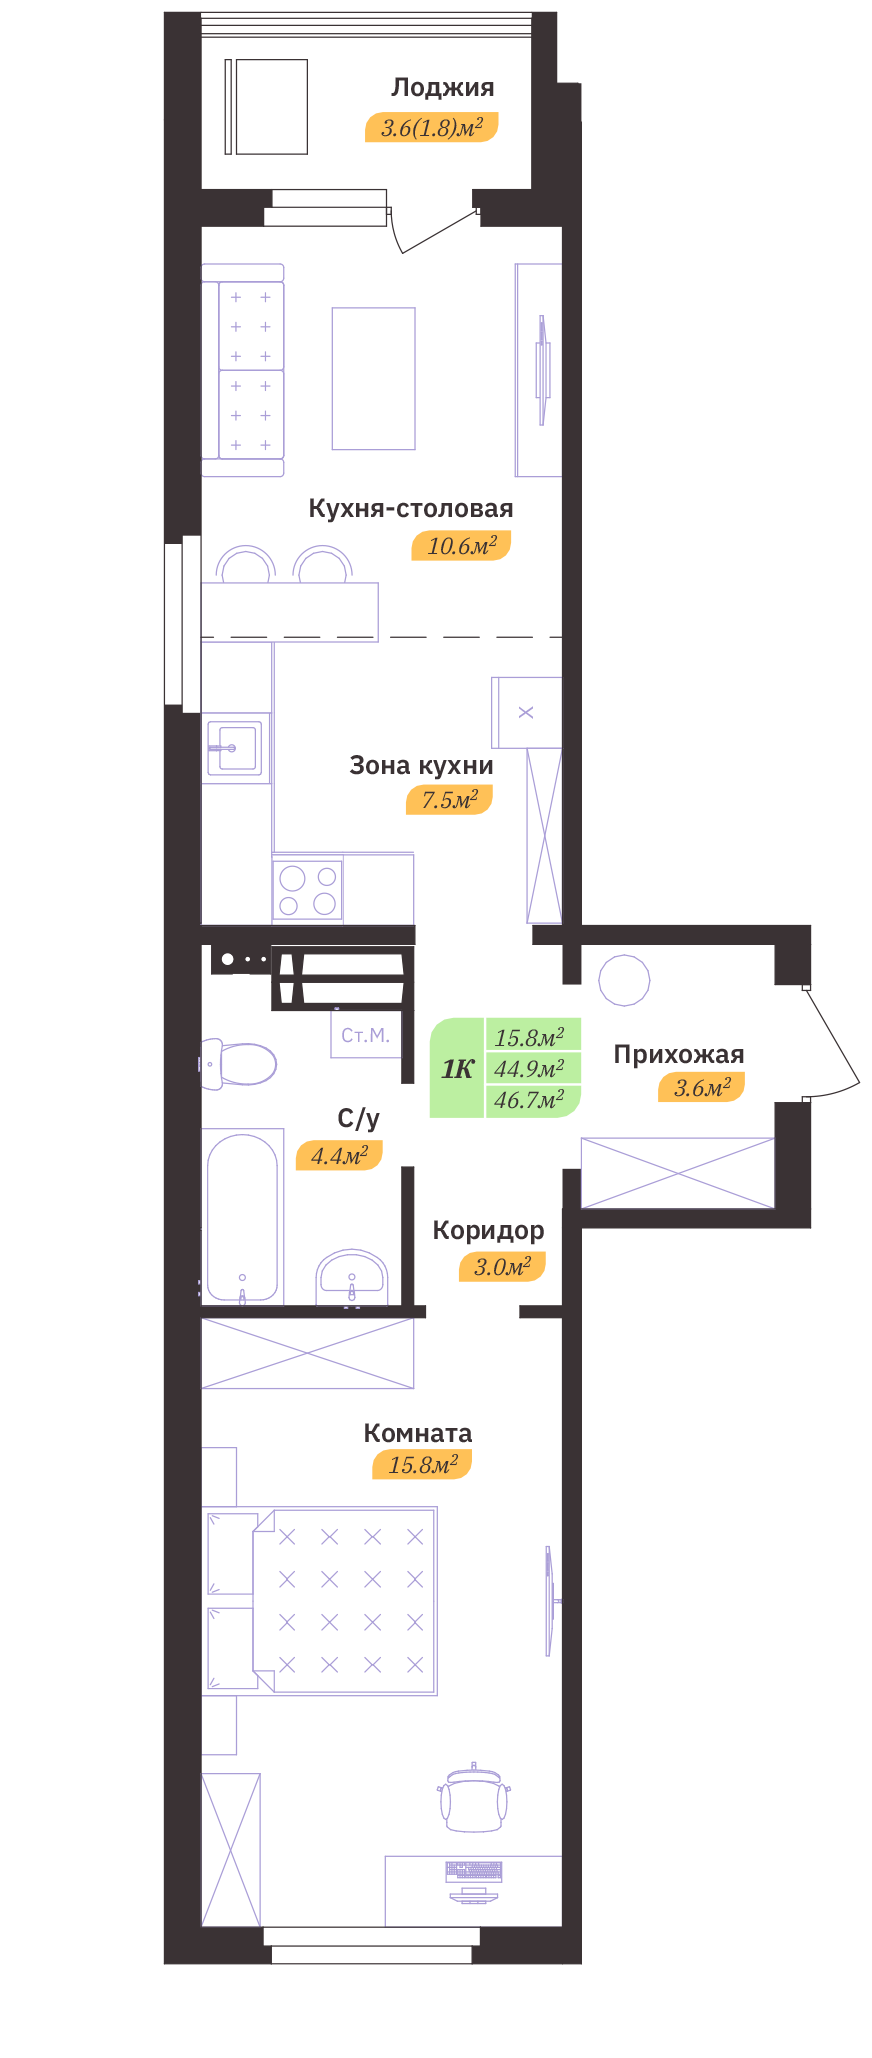 Лоджия
3.6(1.8)м²
Кухня-столовая
10.6м²
X
Зона кухни
7.5м²
Ст.М.
1К
15.8м²
44.9м²
46.7м²
Прихожая
3.6м²
С/у
4.4м²
Коридор
3.0м²
Комната
15.8м²